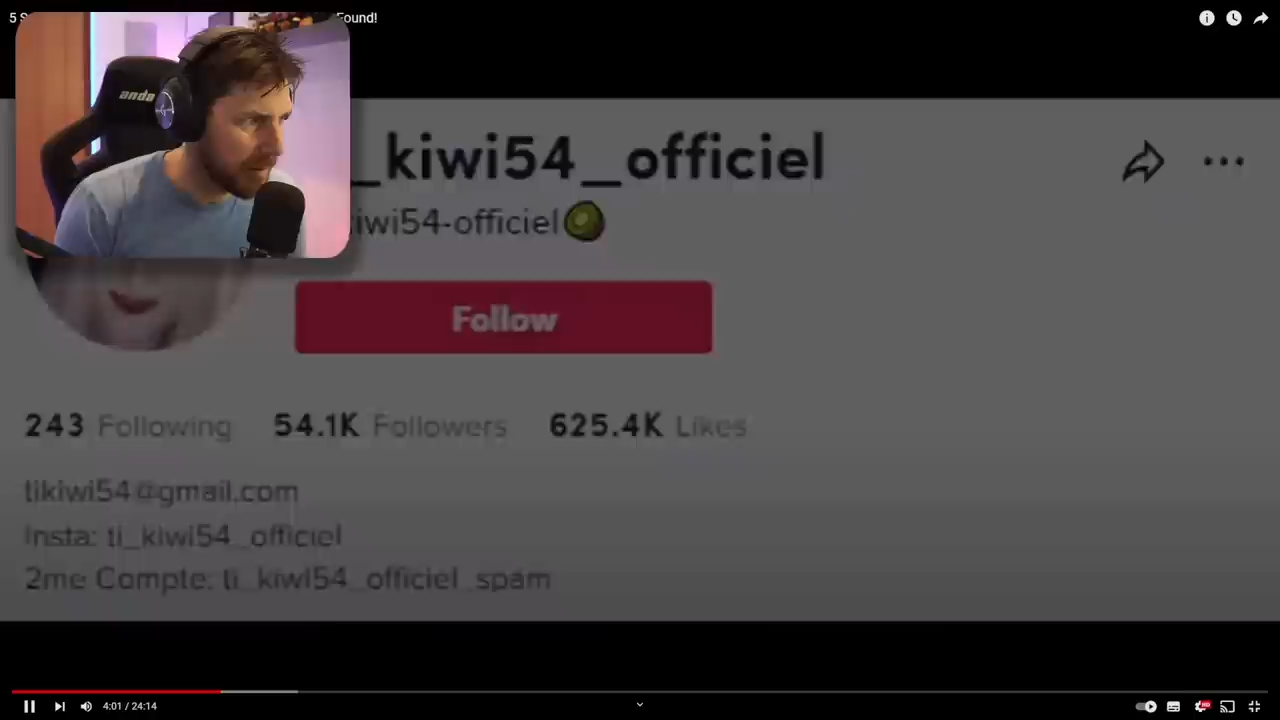 5 S
Found!
anda
_kiwi54_officiel
iwi54-officiel
Follow
243 Following 54.1K Followers 625.4K Likes
tikiwi54@gmail.com
Insta: ti_kiwi54_officiel
2me Compte: ti_kiwi54_officiel_spam
4:01 / 24:14